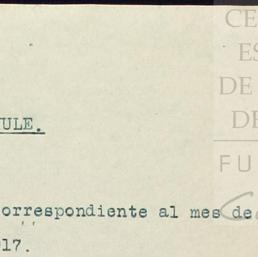 CE
ES
DE
DE
FU
ULE.
orrespondiente al mes de
17.